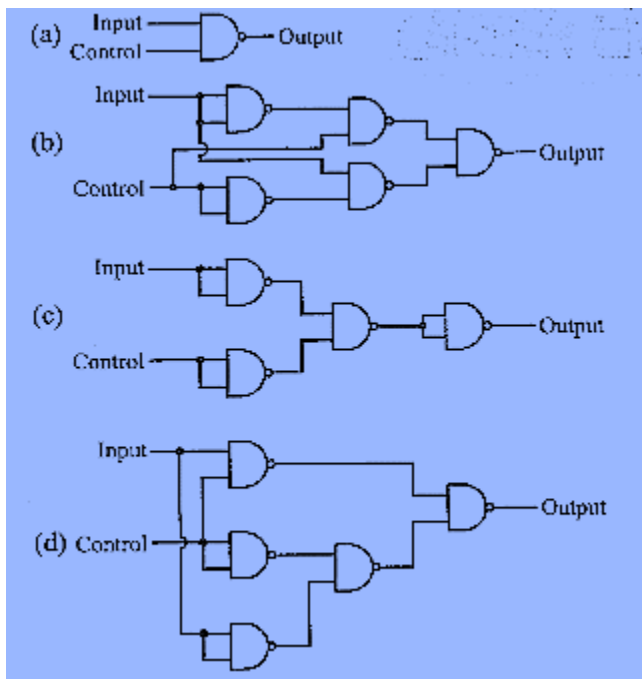 (a) Input Control Output
Input
(b) Output
Control
Input
(c) Output
Control
Input
Output
(d) Control